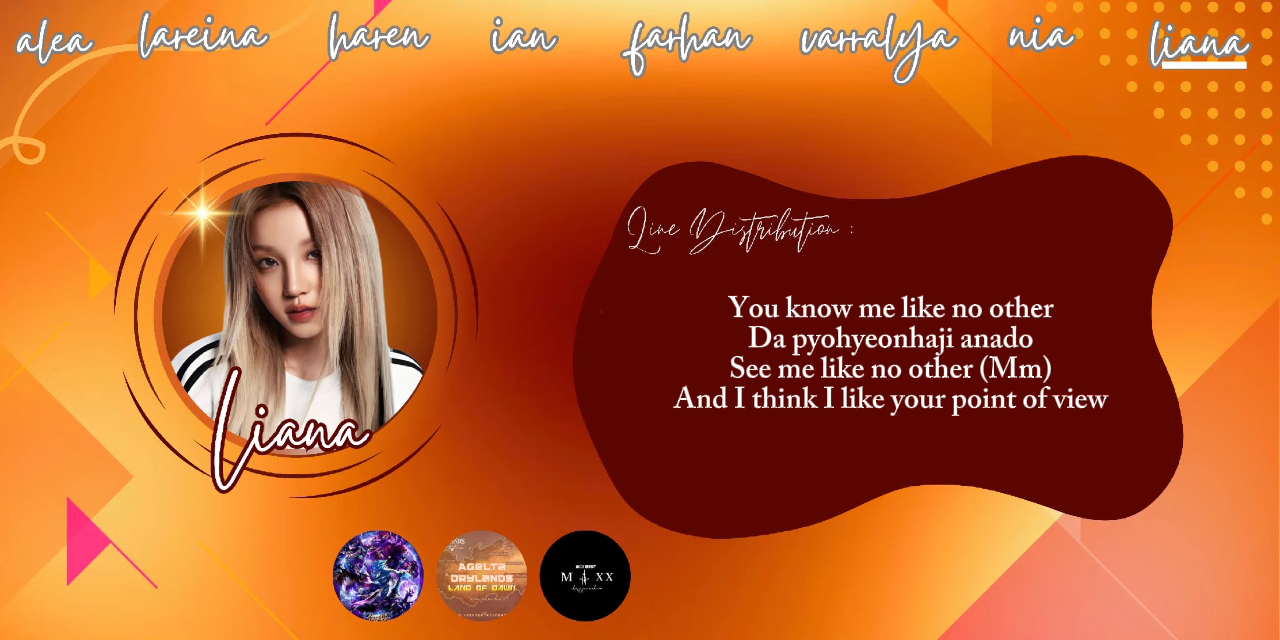 alea lareina haren ian farhan varralya nia liana
Line Distribution :
You know me like no other
Da pyohyeonhaji anado
See me like no other (Mm)
And I think I like your point of view
Liana
AGELTA
DRYLANDS
LAND OF DAWN
M XX